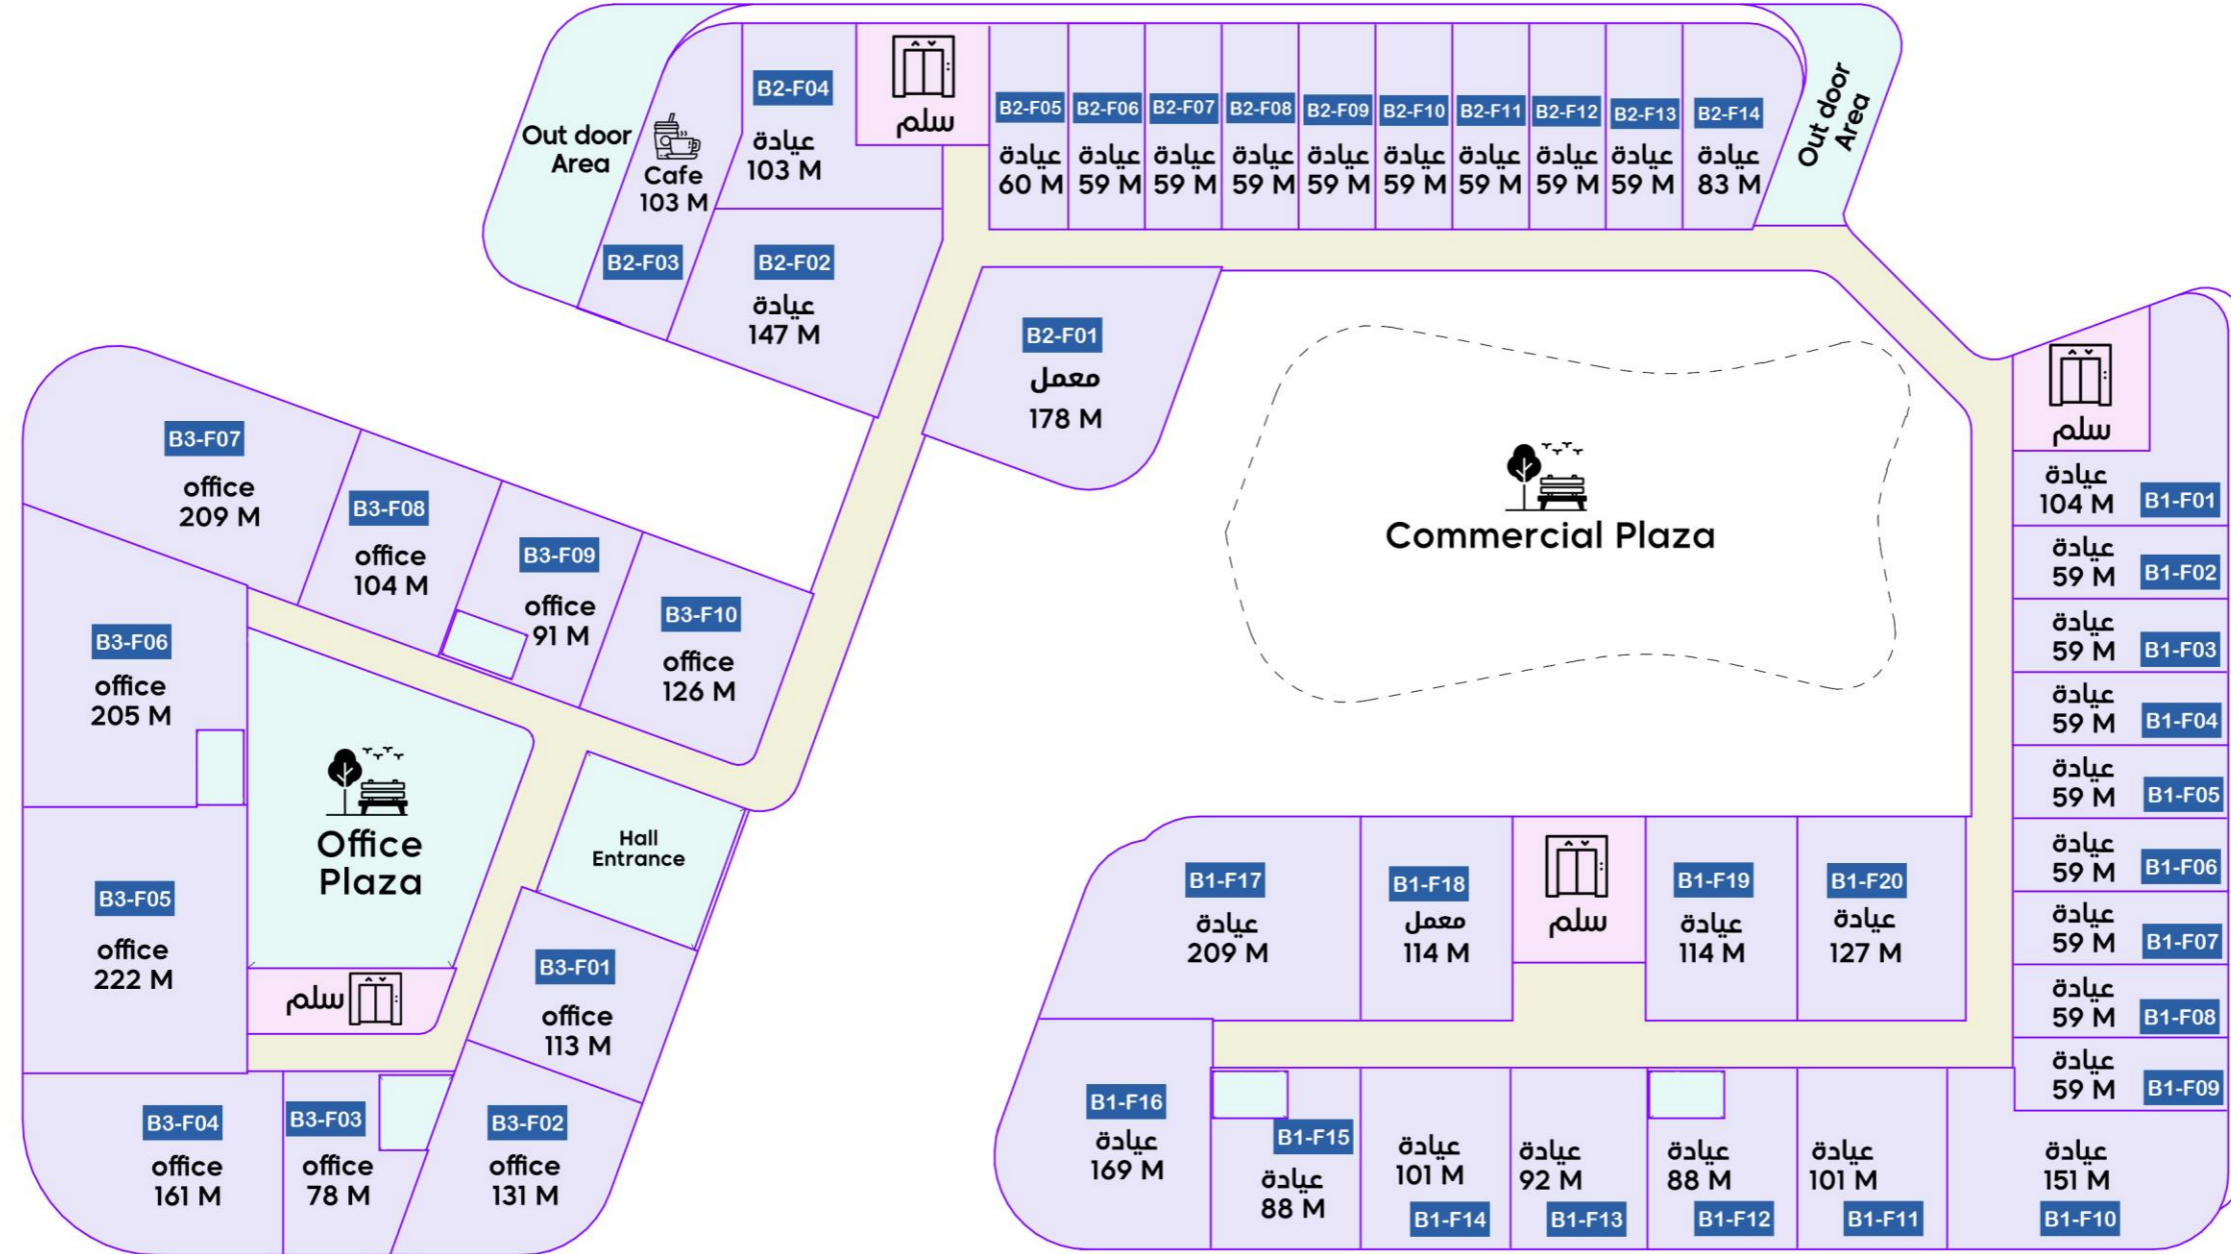 Out door
Area
Cafe
103 M
B2-F03
B2-F04
عيادة
103 M
B2-F02
عيادة
147 M
سلم
B2-F05
عيادة
60 M
B2-F06
عيادة
59 M
B2-F07
عيادة
59 M
B2-F08
عيادة
59 M
B2-F09
عيادة
59 M
B2-F10
عيادة
59 M
B2-F11
عيادة
59 M
B2-F12
عيادة
59 M
B2-F13
عيادة
59 M
B2-F14
عيادة
83 M
Out door
Area
B2-F01
معمل
178 M
Commercial Plaza
سلم
عيادة
104 M
B1-F01
عيادة
59 M
B1-F02
عيادة
59 M
B1-F03
عيادة
59 M
B1-F04
عيادة
59 M
B1-F05
عيادة
59 M
B1-F06
عيادة
59 M
B1-F07
عيادة
59 M
B1-F08
عيادة
59 M
B1-F09
B3-F07
office
209 M
B3-F08
office
104 M
B3-F09
office
91 M
B3-F10
office
126 M
B3-F06
office
205 M
Office
Plaza
Hall
Entrance
B3-F05
office
222 M
سلم
B3-F01
office
113 M
B3-F04
office
161 M
B3-F03
office
78 M
B3-F02
office
131 M
B1-F17
عيادة
209 M
B1-F18
معمل
114 M
سلم
B1-F19
عيادة
114 M
B1-F20
عيادة
127 M
B1-F16
عيادة
169 M
B1-F15
عيادة
88 M
عيادة
101 M
B1-F14
عيادة
92 M
B1-F13
عيادة
88 M
B1-F12
عيادة
101 M
B1-F11
عيادة
151 M
B1-F10